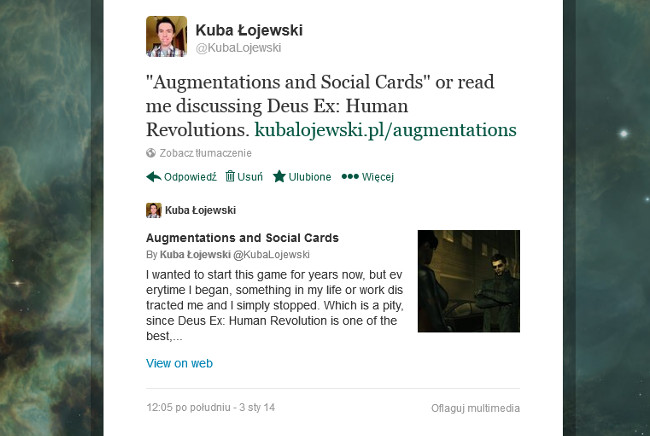 Kuba Łojewski
@KubaLojewski
"Augmentations and Social Cards" or read
me discussing Deus Ex: Human
Revolutions. kubalojewski.pl/augmentations
Zobacz tłumaczenie
Odpowiedź Usuń Ulubione Więcej
Kuba Łojewski
Augmentations and Social Cards
By Kuba Łojewski @KubaLojewski
I wanted to start this game for years now, but ev
erytime I began, something in my life or work dis
tracted me and I simply stopped. Which is a pity,
since Deus Ex: Human Revolution is one of the
best,...
View on web
12:05 po południu - 3 sty 14
Oflaguj multimedia